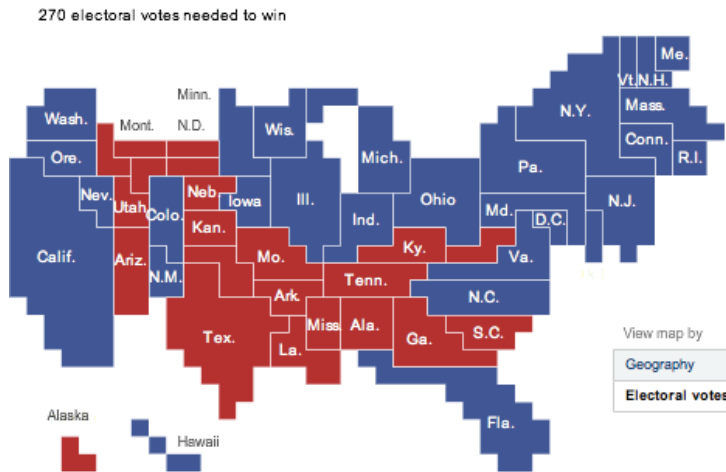 270 electoral votes needed to win
Me.
Vt. N.H.
Minn.
Wash.
Mont.
N.D.
Wis.
N.Y.
Mass.
Conn.
Ore.
Mich.
Pa.
R.I.
Nev.
Utah
Colo.
Neb.
Iowa
Ill.
Ind.
Ohio
Md.
D.C.
N.J.
Kan.
Calif.
Ariz.
N.M.
Mo.
Ky.
Va.
Tenn.
N.C.
Ark.
Tex.
La.
Miss.
Ala.
Ga.
S.C.
View map by
Geography
Electoral votes
Alaska
Hawaii
Fla.